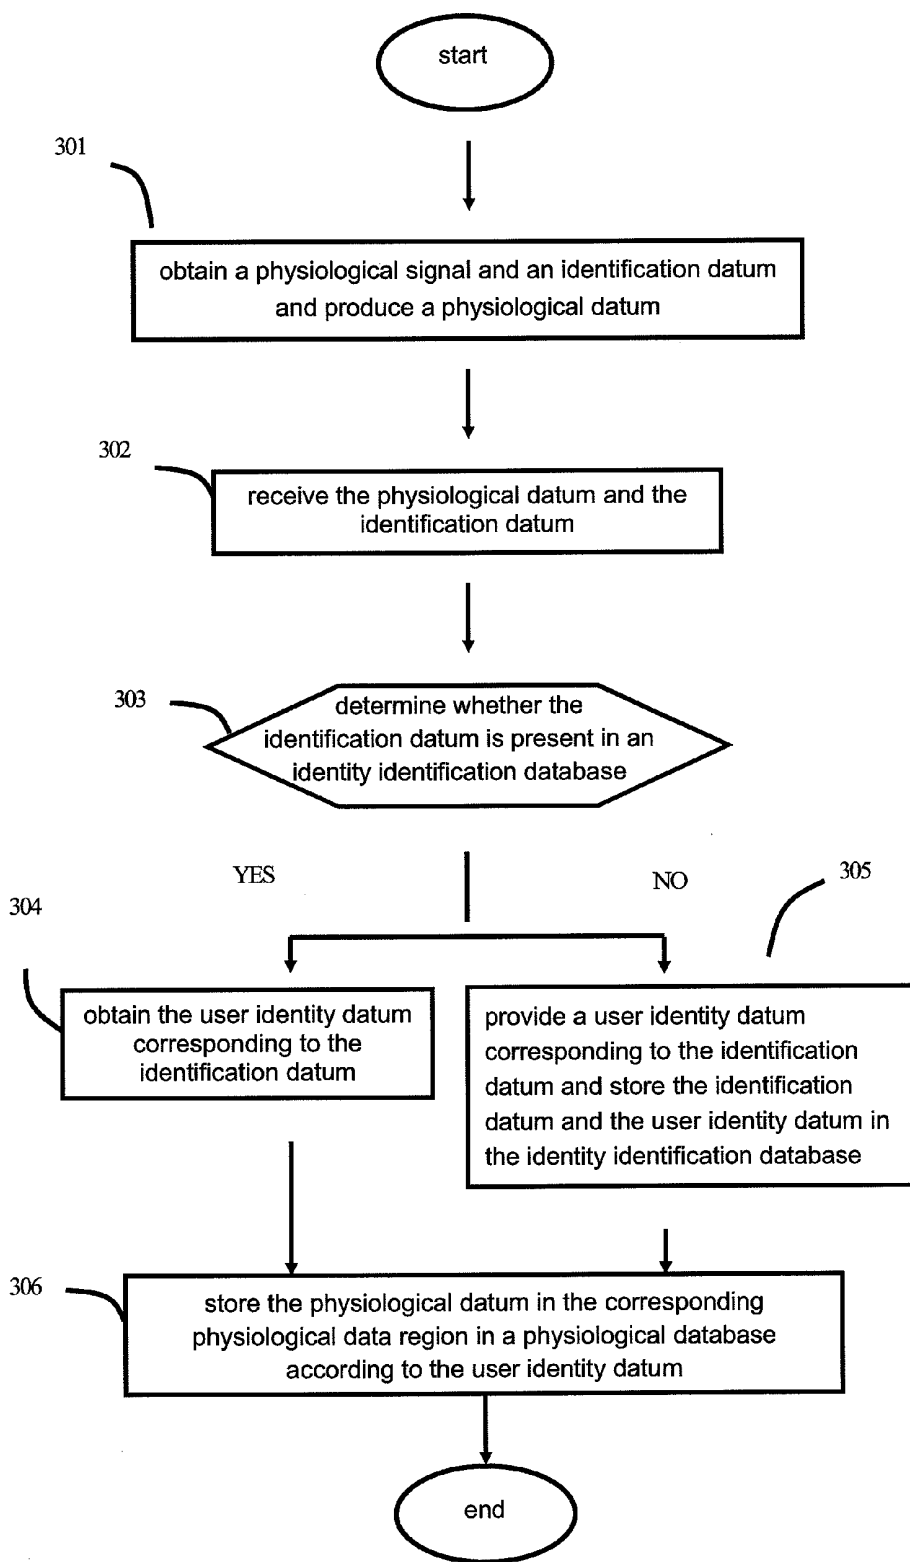 start
301
obtain a physiological signal and an identification datum
and produce a physiological datum
302
receive the physiological datum and the
identification datum
303
determine whether the
identification datum is present in an
identity identification database
YES
NO
305
304
obtain the user identity datum
corresponding to the
identification datum
provide a user identity datum
corresponding to the identification
datum and store the identification
datum and the user identity datum in
the identity identification database
306
store the physiological datum in the corresponding
physiological data region in a physiological database
according to the user identity datum
end